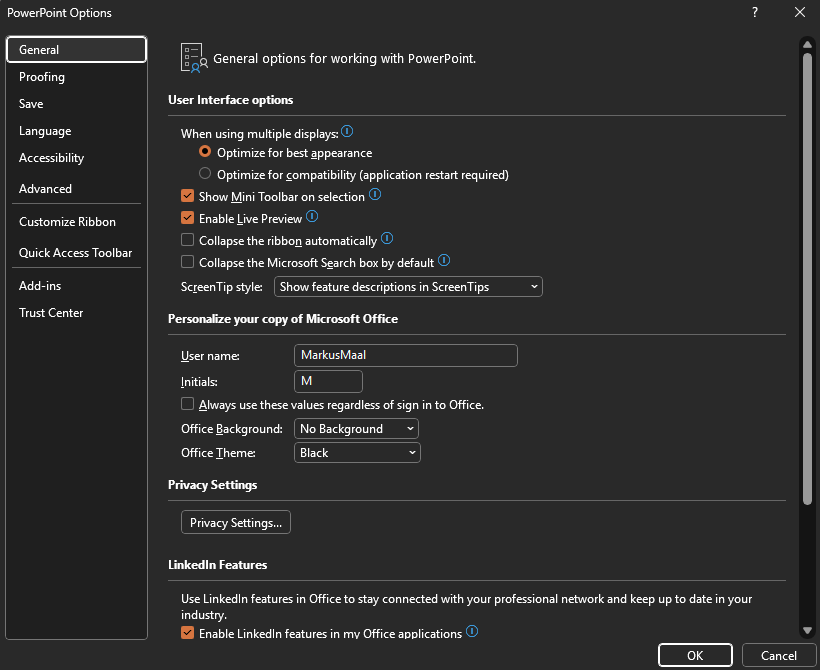 PowerPoint Options
?
General
Proofing
Save
Language
Accessibility
Advanced
Customize Ribbon
Quick Access Toolbar
Add-ins
Trust Center
General options for working with PowerPoint.
User Interface options
When using multiple displays:
Optimize for best appearance
Optimize for compatibility (application restart required)
Show Mini Toolbar on selection
Enable Live Preview
Collapse the ribbon automatically
Collapse the Microsoft Search box by default
ScreenTip style: Show feature descriptions in ScreenTips
Personalize your copy of Microsoft Office
User name: MarkusMaal
Initials: M
Always use these values regardless of sign in to Office.
Office Background: No Background
Office Theme: Black
Privacy Settings
Privacy Settings...
LinkedIn Features
Use LinkedIn features in Office to stay connected with your professional network and keep up to date in your
industry.
Enable LinkedIn features in my Office applications
OK Cancel